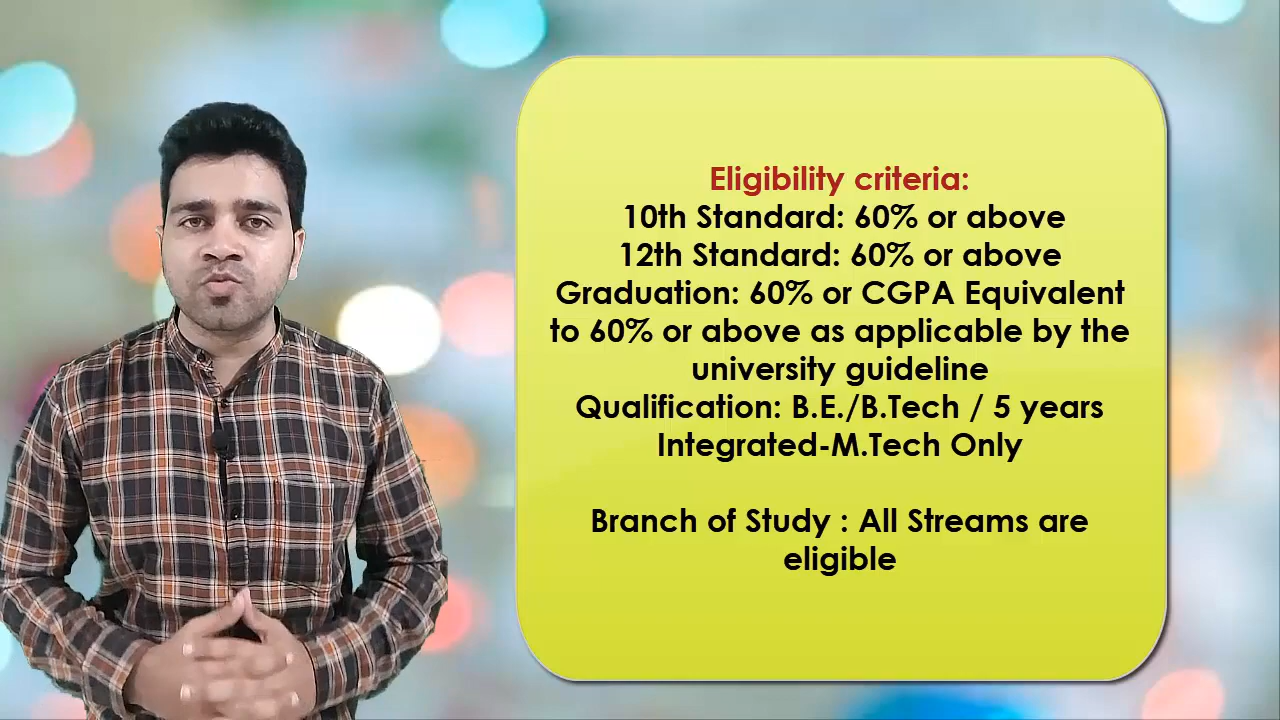 Eligibility criteria:
10th Standard: 60% or above
12th Standard: 60% or above
Graduation: 60% or CGPA Equivalent
to 60% or above as applicable by the
university guideline
Qualification: B.E./B.Tech / 5 years
Integrated-M.Tech Only
Branch of Study : All Streams are
eligible